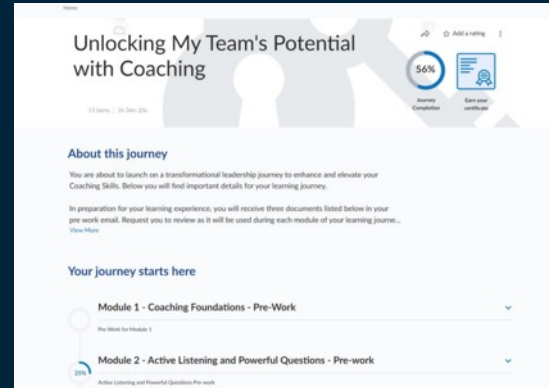 Home
Unlocking My Team's Potential
with Coaching
Add a rating
56%
Journey
Completion
Earn your
certificate
13 items | 1h 34m 20s
About this journey
You are about to launch on a transformational leadership journey to enhance and elevate your
Coaching Skills. Below you will find important details for your learning journey.
In preparation for your learning experience, you will receive three documents listed below in your
pre work email. Request you to review as it will be used during each module of your learning journe...
View More
Your journey starts here
Module 1 - Coaching Foundations - Pre-Work
Pre Work for Module 1
Module 2 - Active Listening and Powerful Questions - Pre-work
25%
Active Listening and Powerful Questions Pre-work